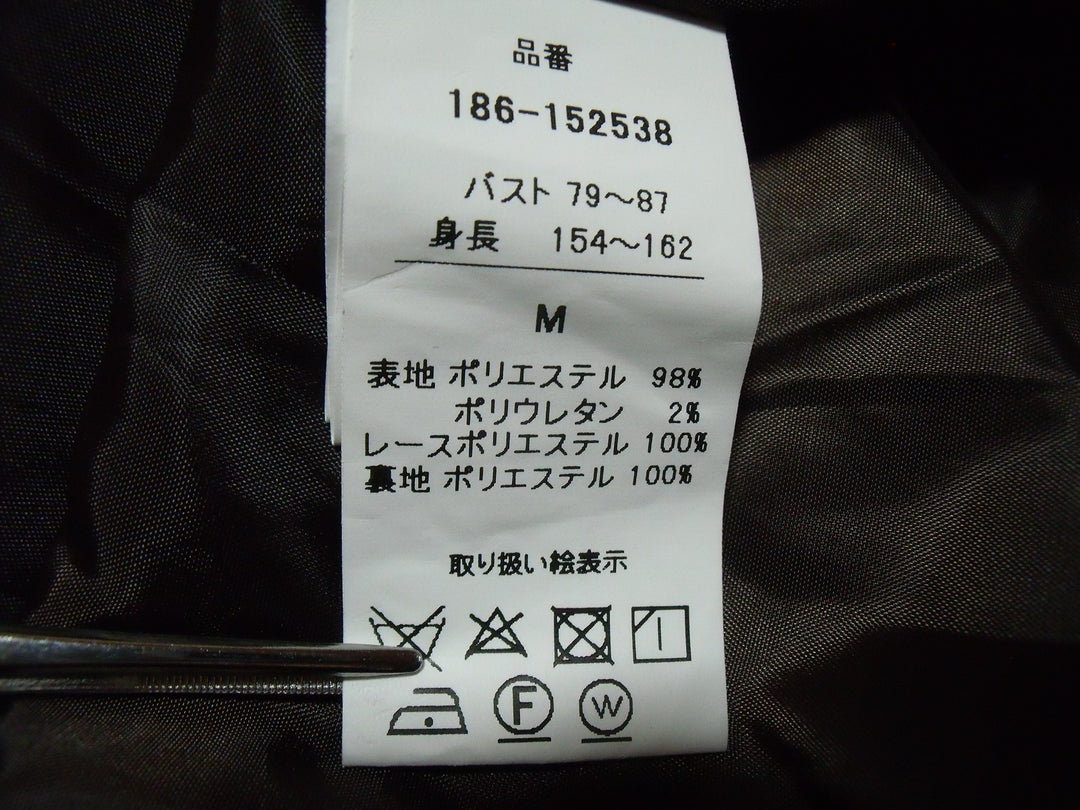 品番
186-152538
バスト 79～87
身長 154～162
M
表地 ポリエステル 98%
ポリウレタン 2%
レースポリエステル 100%
裏地 ポリエステル 100%
取り扱い絵表示
F W